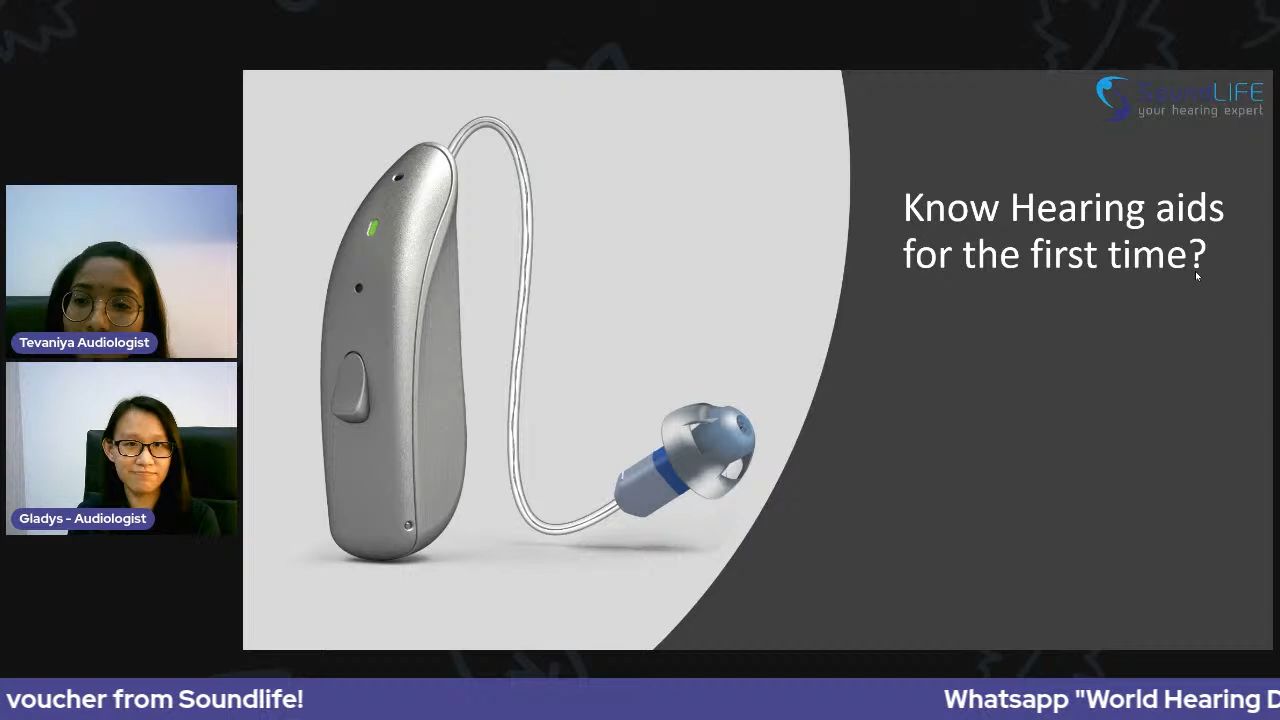 SoundLIFE
your hearing expert
Know Hearing aids
for the first time?
Tevaniya Audiologist
Gladys - Audiologist
voucher from Soundlife!
Whatsapp "World Hearing D